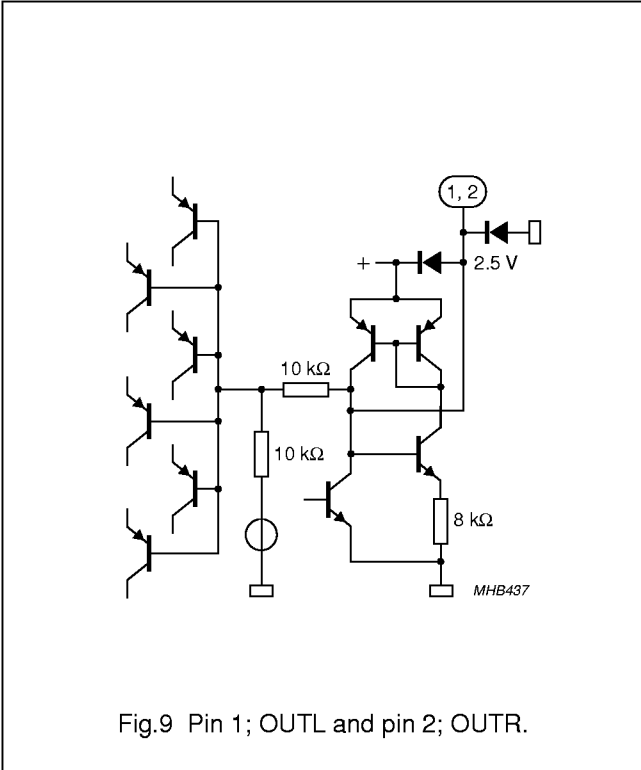 1, 2
+
2.5 V
10 kΩ
10 kΩ
8 kΩ
MHB437
Fig.9 Pin 1; OUTL and pin 2; OUTR.